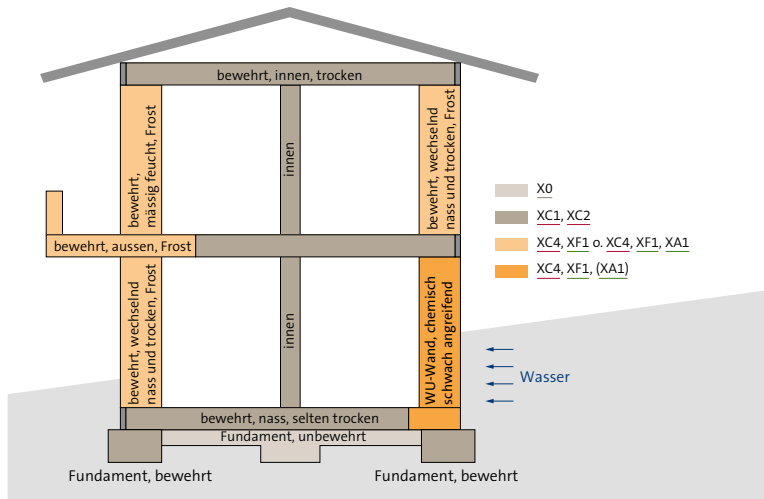 bewehrt, innen, trocken
bewehrt,
mässig feucht, Frost
innen
bewehrt, wechselnd
nass und trocken, Frost
X0
XC1, XC2
XC4, XF1 o. XC4, XF1, XA1
XC4, XF1, (XA1)
bewehrt, aussen, Frost
bewehrt, wechselnd
nass und trocken, Frost
innen
WU-Wand, chemisch
schwach angreifend
Wasser
bewehrt, nass, selten trocken
Fundament, unbewehrt
Fundament, bewehrt
Fundament, bewehrt